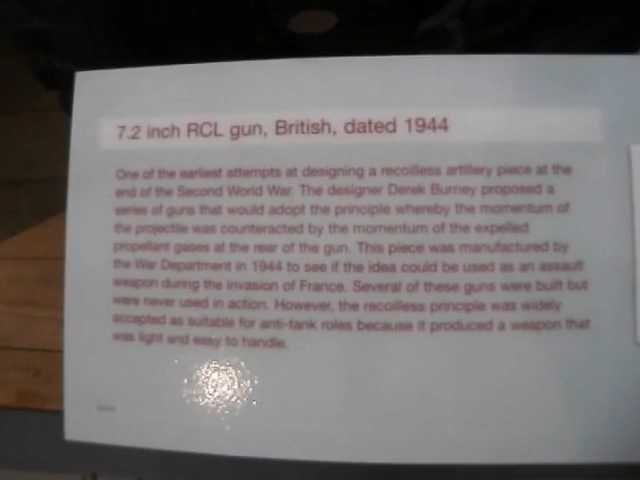 7.2 inch RCL gun, British, dated 1944
One of the earliest attempts at designing a recoilless artillery piece at the
end of the Second World War. The designer Derek Burney proposed a
series of guns that would adopt the principle whereby the momentum of
the projectile was counteracted by the momentum of the expelled
propellant gases at the rear of the gun. This piece was manufactured by
the War Department in 1944 to see if the idea could be used as an assault
weapon during the invasion of France. Several of these guns were built but
were never used in action. However, the recoilless principle was widely
accepted as suitable for anti-tank roles because it produced a weapon that
was light and easy to handle.